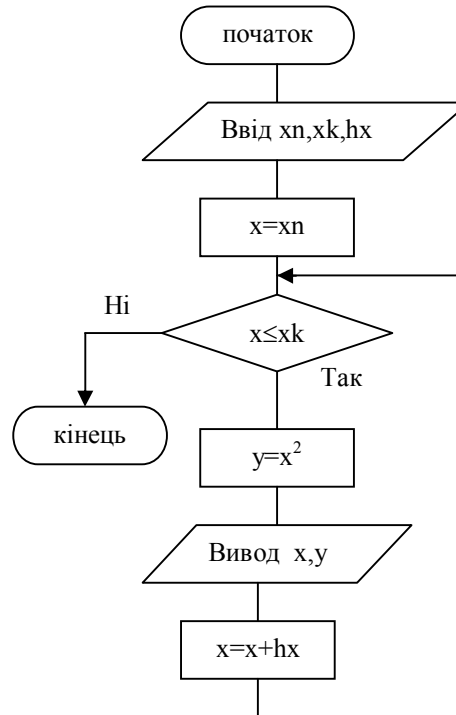 початок
Ввід xn,xk,hx
x=xn
Ні
x≤xk
Так
кінець
y=x²
Вивод x,y
x=x+hx